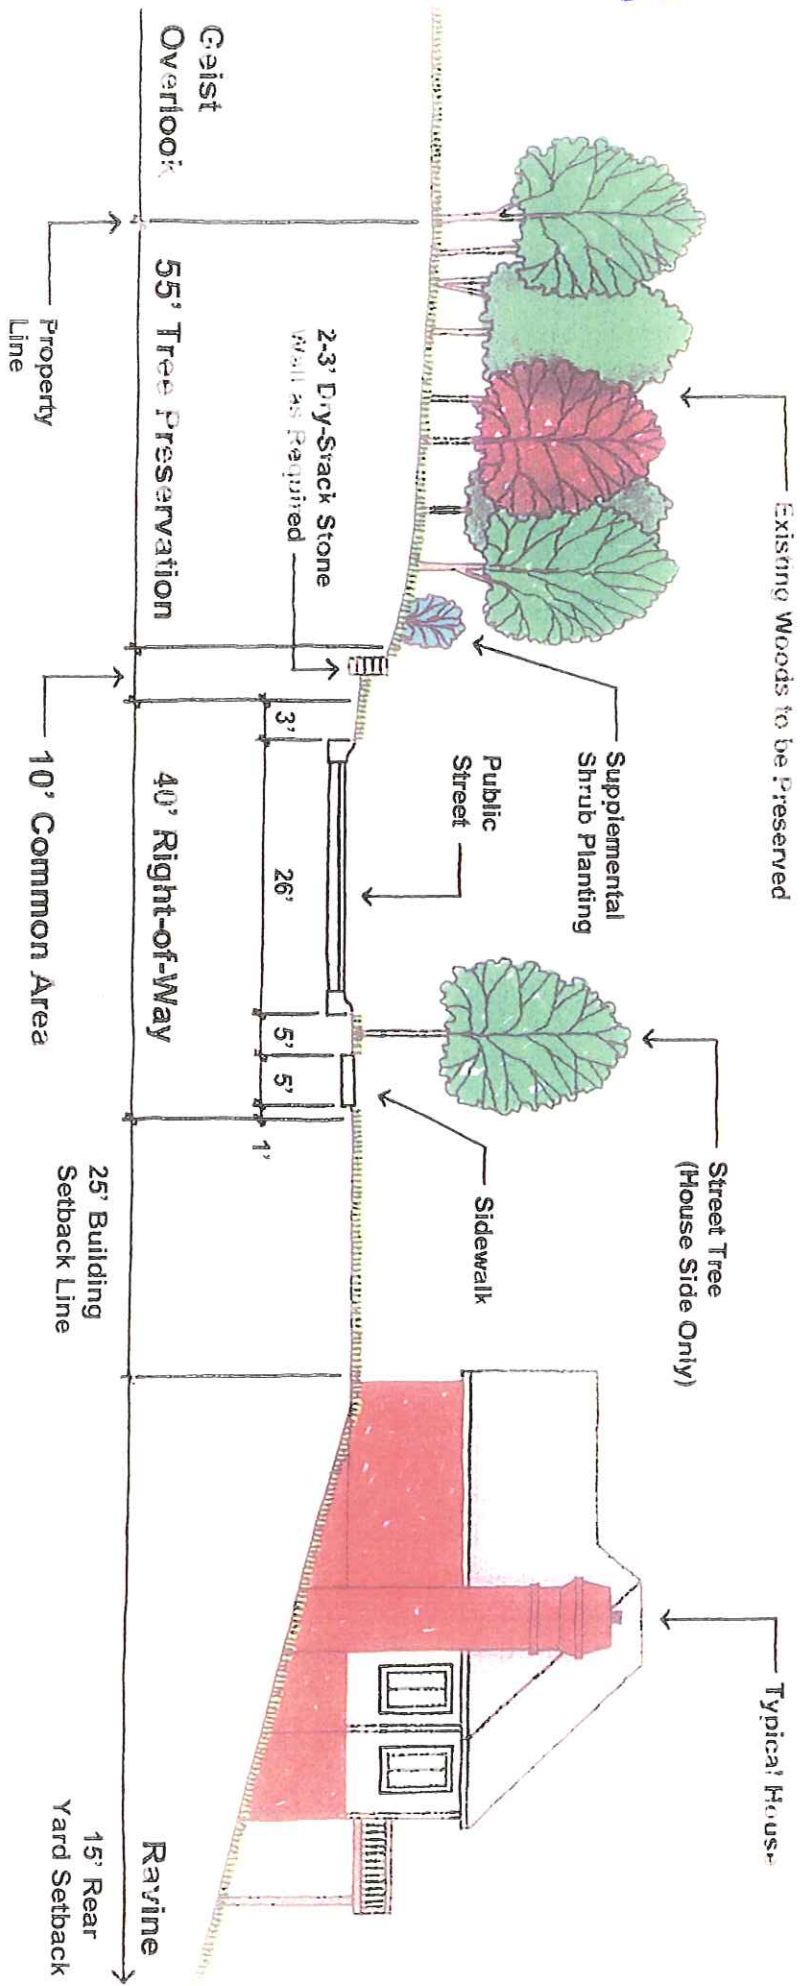 Existing Woods to be Preserved
Supplemental
Shrub Planting
Public
Street
Street Tree
(House Side Only)
Sidewalk
Typical House
2-3' Dry-Stack Stone
Wall as Required
3'
26'
5'
5'
1'
Geist
Overlook
55' Tree Preservation
40' Right-of-Way
25' Building
Setback Line
Ravine
15' Rear
Yard Setback
Property
Line
10' Common Area